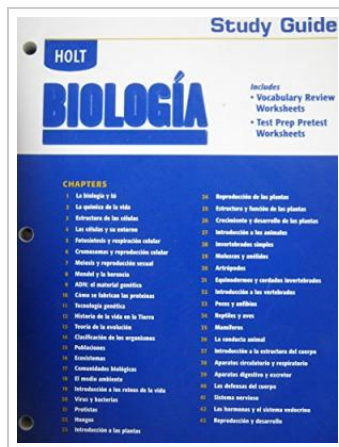 Study Guide
HOLT
BIOLOGÍA
Includes
• Vocabulary Review
Worksheets
• Test Prep Pretest
Worksheets
CHAPTERS
1 La biología y tú
2 La química de la vida
3 Estructura de las células
4 Las células y su entorno
5 Fotosíntesis y respiración celular
6 Cromosomas y reproducción celular
7 Meiosis y reproducción sexual
8 Mendel y la herencia
9 ADN: el material genético
10 Cómo se fabrican las proteínas
11 Tecnología genética
12 Historia de la vida en la Tierra
13 Teoría de la evolución
14 Clasificación de los organismos
15 Poblaciones
16 Ecosistemas
17 Comunidades biológicas
18 El medio ambiente
19 Introducción a los reinos de la vida
20 Virus y bacterias
21 Protistas
22 Hongos
23 Introducción a las plantas
24 Reproducción de las plantas
25 Estructura y función de las plantas
26 Crecimiento y desarrollo de las plantas
27 Introducción a los animales
28 Invertebrados simples
29 Moluscos y anélidos
30 Artrópodos
31 Equinodermos y cordados invertebrados
32 Introducción a los vertebrados
33 Peces y anfibios
34 Reptiles y aves
35 Mamíferos
36 La conducta animal
37 Introducción a la estructura del cuerpo
38 Aparatos circulatorio y respiratorio
39 Aparatos digestivo y excretor
40 Las defensas del cuerpo
41 Sistema nervioso
42 Las hormonas y el sistema endocrino
43 Reproducción y desarrollo